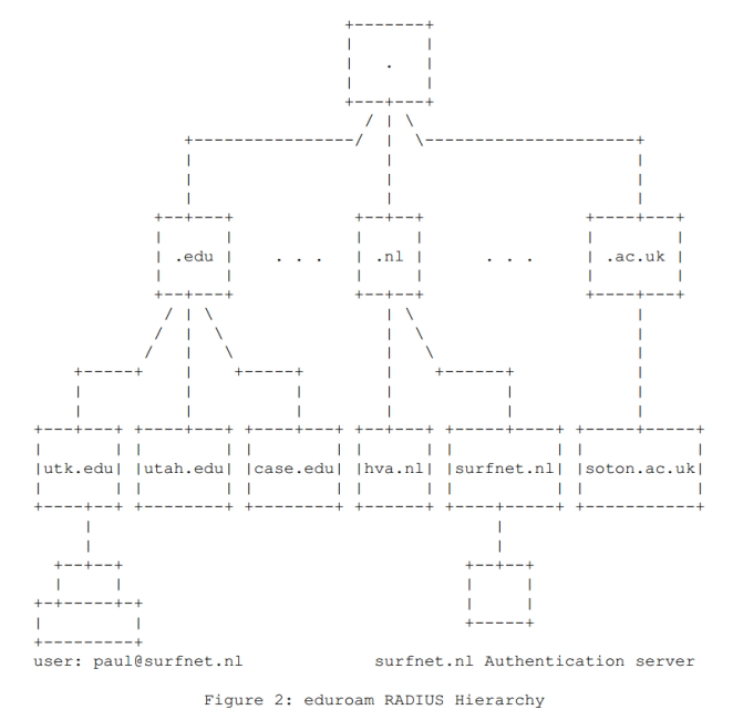 .
.edu . . . .nl . . . .ac.uk
utk.edu utah.edu case.edu hva.nl surfnet.nl soton.ac.uk
user: paul@surfnet.nl surfnet.nl Authentication server
Figure 2: eduroam RADIUS Hierarchy